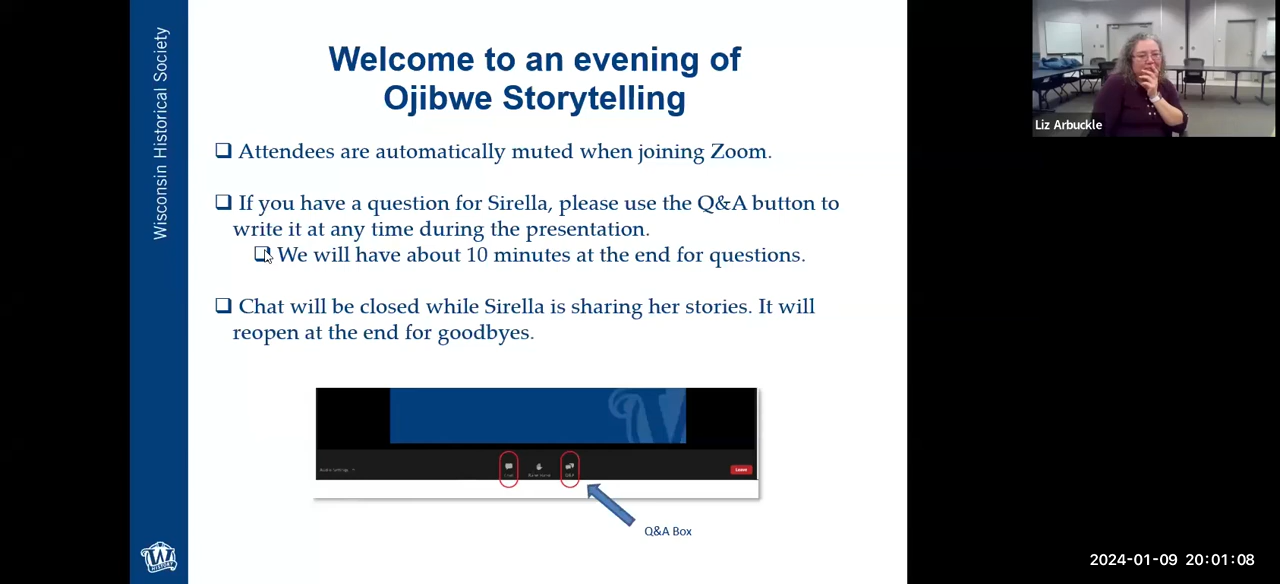 Wisconsin Historical Society
Welcome to an evening of
Ojibwe Storytelling
❑ Attendees are automatically muted when joining Zoom.
❑ If you have a question for Sirella, please use the Q&A button to
write it at any time during the presentation.
❑ We will have about 10 minutes at the end for questions.
❑ Chat will be closed while Sirella is sharing her stories. It will
reopen at the end for goodbyes.
Leave
Q&A Box
Liz Arbuckle
2024-01-09 20:01:08